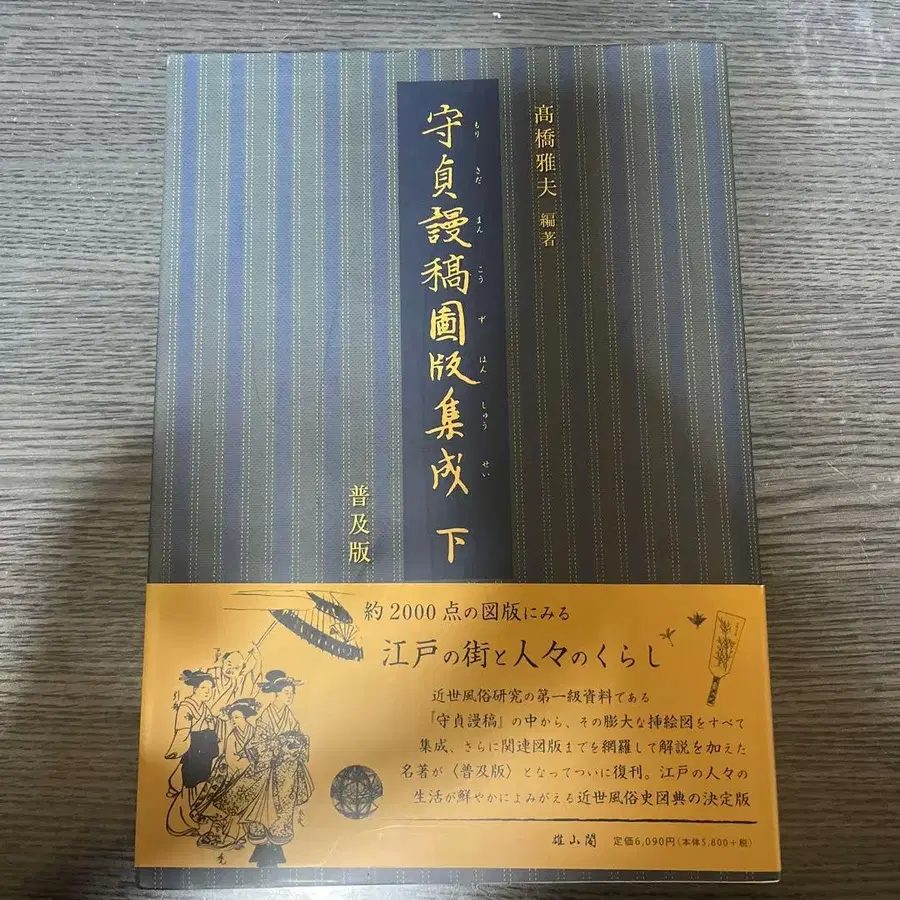 髙橋雅夫 編著
守貞謾稿圖版集成 下
もり さだ まん こう ず はん しゅう せい
普及版
約2000点の図版にみる
江戸の街と人々のくらし
近世風俗研究の第一級資料である
『守貞謾稿』の中から、その膨大な挿絵図をすべて
集成、さらに関連図版までを網羅して解説を加えた
名著が〈普及版〉となってついに復刊。江戸の人々の
生活が鮮やかによみがえる近世風俗史図典の決定版
雄山閣 定価6,090円(本体5,800+税)